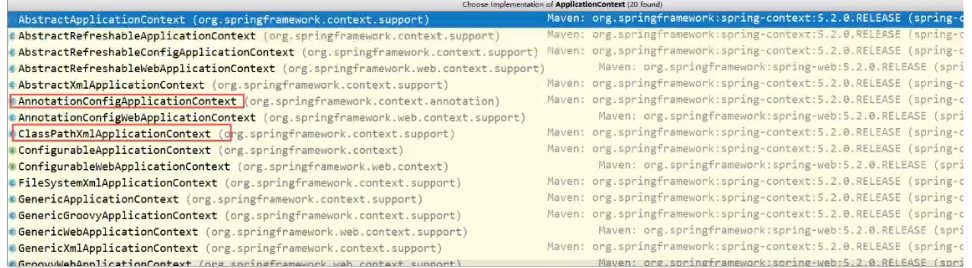 Choose Implementation of ApplicationContext (20 found)
AbstractApplicationContext (org.springframework.context.support) Maven: org.springframework:spring-context:5.2.0.RELEASE (spring-c
AbstractRefreshableApplicationContext (org.springframework.context.support) Maven: org.springframework:spring-context:5.2.0.RELEASE (spring-c
AbstractRefreshableConfigApplicationContext (org.springframework.context.support) Maven: org.springframework:spring-context:5.2.0.RELEASE (spring-c
AbstractRefreshableWebApplicationContext (org.springframework.web.context.support) Maven: org.springframework:spring-web:5.2.0.RELEASE (spri
AbstractXmlApplicationContext (org.springframework.context.support) Maven: org.springframework:spring-context:5.2.0.RELEASE (spring-c
AnnotationConfigApplicationContext (org.springframework.context.annotation) Maven: org.springframework:spring-context:5.2.0.RELEASE (spring-c
AnnotationConfigWebApplicationContext (org.springframework.web.context.support) Maven: org.springframework:spring-web:5.2.0.RELEASE (spri
ClassPathXmlApplicationContext (org.springframework.context.support) Maven: org.springframework:spring-context:5.2.0.RELEASE (spring-c
ConfigurableApplicationContext (org.springframework.context) Maven: org.springframework:spring-context:5.2.0.RELEASE (spring-c
ConfigurableWebApplicationContext (org.springframework.web.context) Maven: org.springframework:spring-web:5.2.0.RELEASE (spri
FileSystemXmlApplicationContext (org.springframework.context.support) Maven: org.springframework:spring-context:5.2.0.RELEASE (spring-c
GenericApplicationContext (org.springframework.context.support) Maven: org.springframework:spring-context:5.2.0.RELEASE (spring-c
GenericGroovyApplicationContext (org.springframework.context.support) Maven: org.springframework:spring-context:5.2.0.RELEASE (spring-c
GenericWebApplicationContext (org.springframework.web.context.support) Maven: org.springframework:spring-web:5.2.0.RELEASE (spri
GenericXmlApplicationContext (org.springframework.context.support) Maven: org.springframework:spring-context:5.2.0.RELEASE (spring-c
GroovyWebApplicationContext (org.springframework.web.context.support) Maven: org.springframework:spring-web:5.2.0.RELEASE (spri